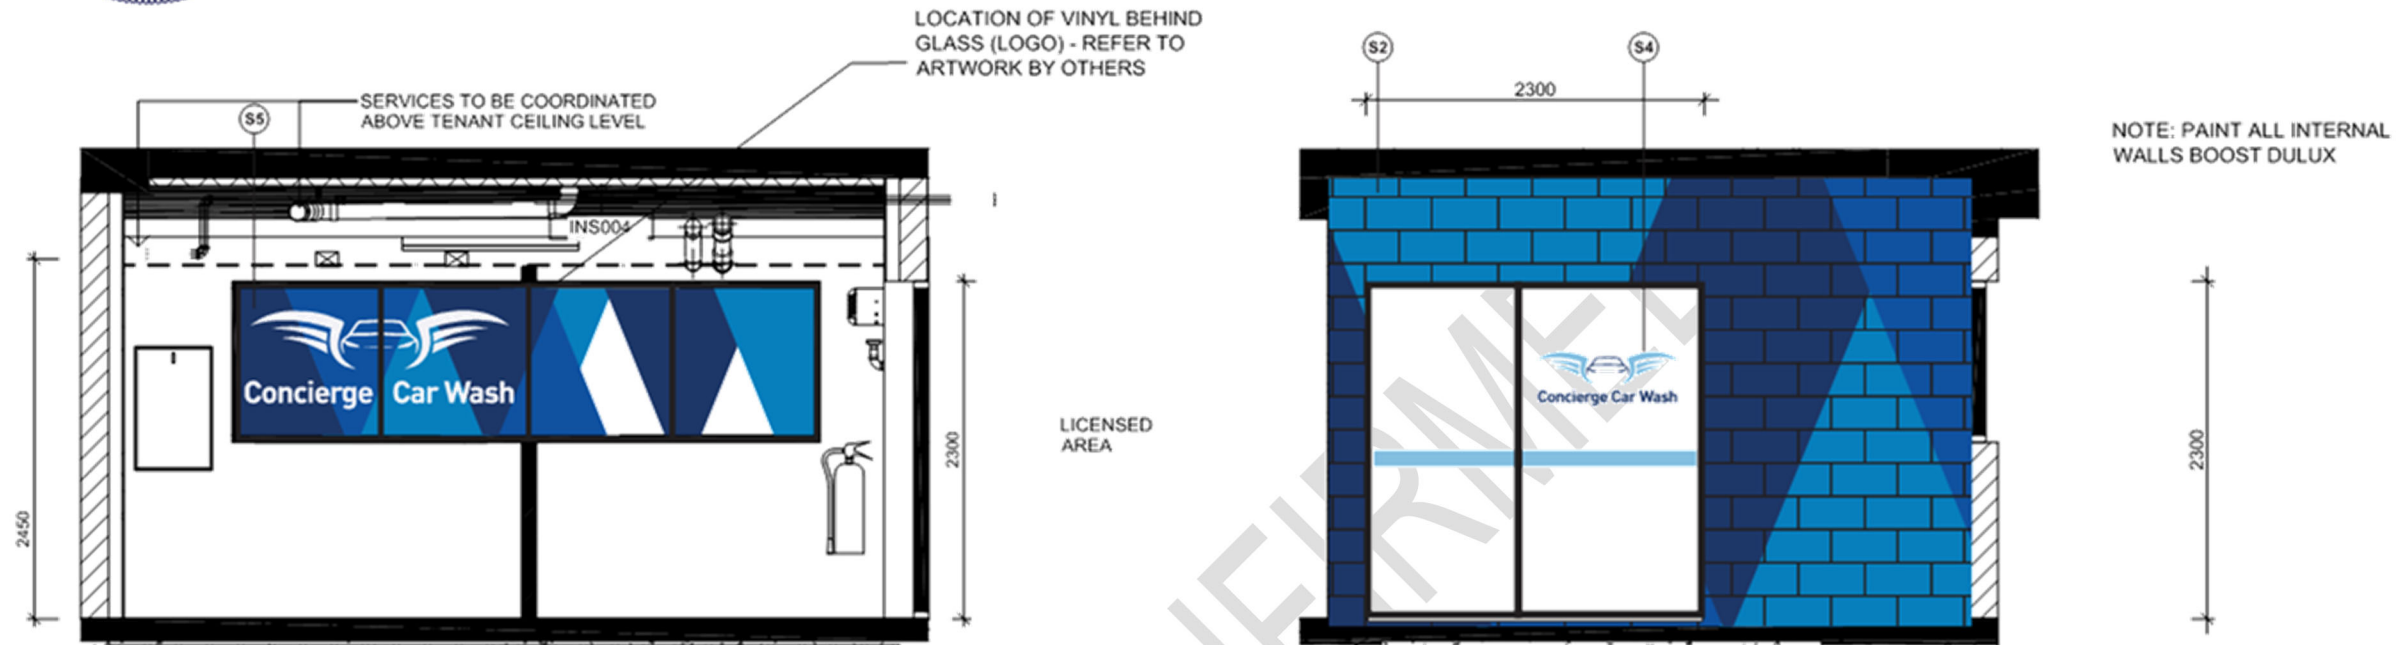 LOCATION OF VINYL BEHIND
GLASS (LOGO) - REFER TO
ARTWORK BY OTHERS
SERVICES TO BE COORDINATED
ABOVE TENANT CEILING LEVEL
S5
INS004
Concierge Car Wash
2450
2300
LICENSED
AREA
S2
S4
2300
Concierge Car Wash
2300
NOTE: PAINT ALL INTERNAL
WALLS BOOST DULUX